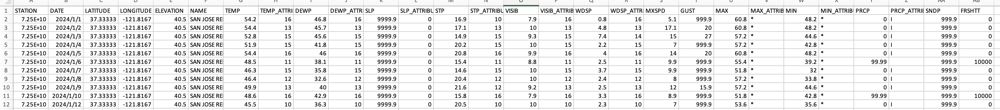 A B C D E F G H I J K L M N O P Q R S T U V W X Y Z AA AB
1 STATION DATE LATITUDE LONGITUDE ELEVATION NAME TEMP TEMP_ATTRI DEWP DEWP_ATTR SLP SLP_ATTRIBU STP STP_ATTRIBU VISIB VISIB_ATTRIB WDSP WDSP_ATTR MXSPD GUST MAX MAX_ATTRIB MIN MIN_ATTRIB PRCP PRCP_ATTRIE SNDP FRSHTT
2 7.25E+10 2024/1/1 37.33333 -121.8167 40.5 SAN JOSE REI 54.2 16 46.8 16 9999.9 0 16.9 10 7.9 16 0.8 16 5.1 999.9 60.8 * 48.2 * 0 I 999.9 0
3 7.25E+10 2024/1/2 37.33333 -121.8167 40.5 SAN JOSE REI 54.4 13 45.7 13 9999.9 0 17.1 13 10 13 4.8 13 17.1 20 60.8 * 48.2 * 0 I 999.9 0
4 7.25E+10 2024/1/3 37.33333 -121.8167 40.5 SAN JOSE REI 52.8 15 45.6 15 9999.9 0 14.9 15 9.3 15 7.4 14 15 27 57.2 * 44.6 * 0 I 999.9 0
5 7.25E+10 2024/1/4 37.33333 -121.8167 40.5 SAN JOSE REI 51.9 15 41.8 15 9999.9 0 20.2 15 10 15 2.2 15 7 999.9 57.2 * 42.8 * 0 I 999.9 0
6 7.25E+10 2024/1/5 37.33333 -121.8167 40.5 SAN JOSE REI 54.4 16 46 16 9999.9 0 20.8 16 9.9 16 4 16 14 20 60.8 * 48.2 * 0 I 999.9 0
7 7.25E+10 2024/1/6 37.33333 -121.8167 40.5 SAN JOSE REI 48.5 11 38.1 11 9999.9 0 15.4 11 8.8 11 2.5 11 9.9 999.9 55.4 * 39.2 * 99.99 999.9 10000
8 7.25E+10 2024/1/7 37.33333 -121.8167 40.5 SAN JOSE REI 46.3 15 35.8 15 9999.9 0 14.6 15 10 15 3.7 15 9.9 999.9 51.8 * 32 * 0 I 999.9 0
9 7.25E+10 2024/1/8 37.33333 -121.8167 40.5 SAN JOSE REI 46.4 12 32.6 12 9999.9 0 20.4 12 10 12 2.4 12 8 999.9 57.2 * 33.8 * 0 I 999.9 0
10 7.25E+10 2024/1/9 37.33333 -121.8167 40.5 SAN JOSE REI 49.9 13 40 13 9999.9 0 21.6 12 9.2 13 2.5 13 12 15.9 57.2 * 44.6 * 0 I 999.9 0
11 7.25E+10 2024/1/10 37.33333 -121.8167 40.5 SAN JOSE REI 48.6 16 42.9 16 9999.9 0 15.8 16 7.9 16 3.3 16 8.9 999.9 51.8 * 42.8 * 99.99 999.9 10000
12 7.25E+10 2024/1/12 37.33333 -121.8167 40.5 SAN JOSE REI 45.5 10 36.3 10 9999.9 0 20.5 10 10 10 2.3 10 7 999.9 53.6 * 35.6 * 0 I 999.9 0